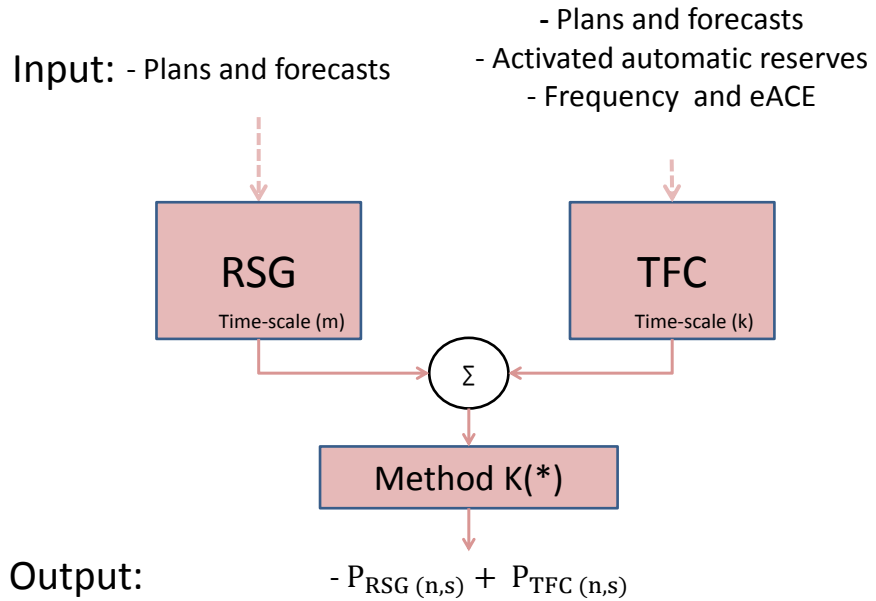 Input: - Plans and forecasts
- Plans and forecasts
- Activated automatic reserves
- Frequency and eACE
RSG
Time-scale (m)
TFC
Time-scale (k)
Σ
Method K(*)
Output: - P_RSG (n,s) + P_TFC (n,s)